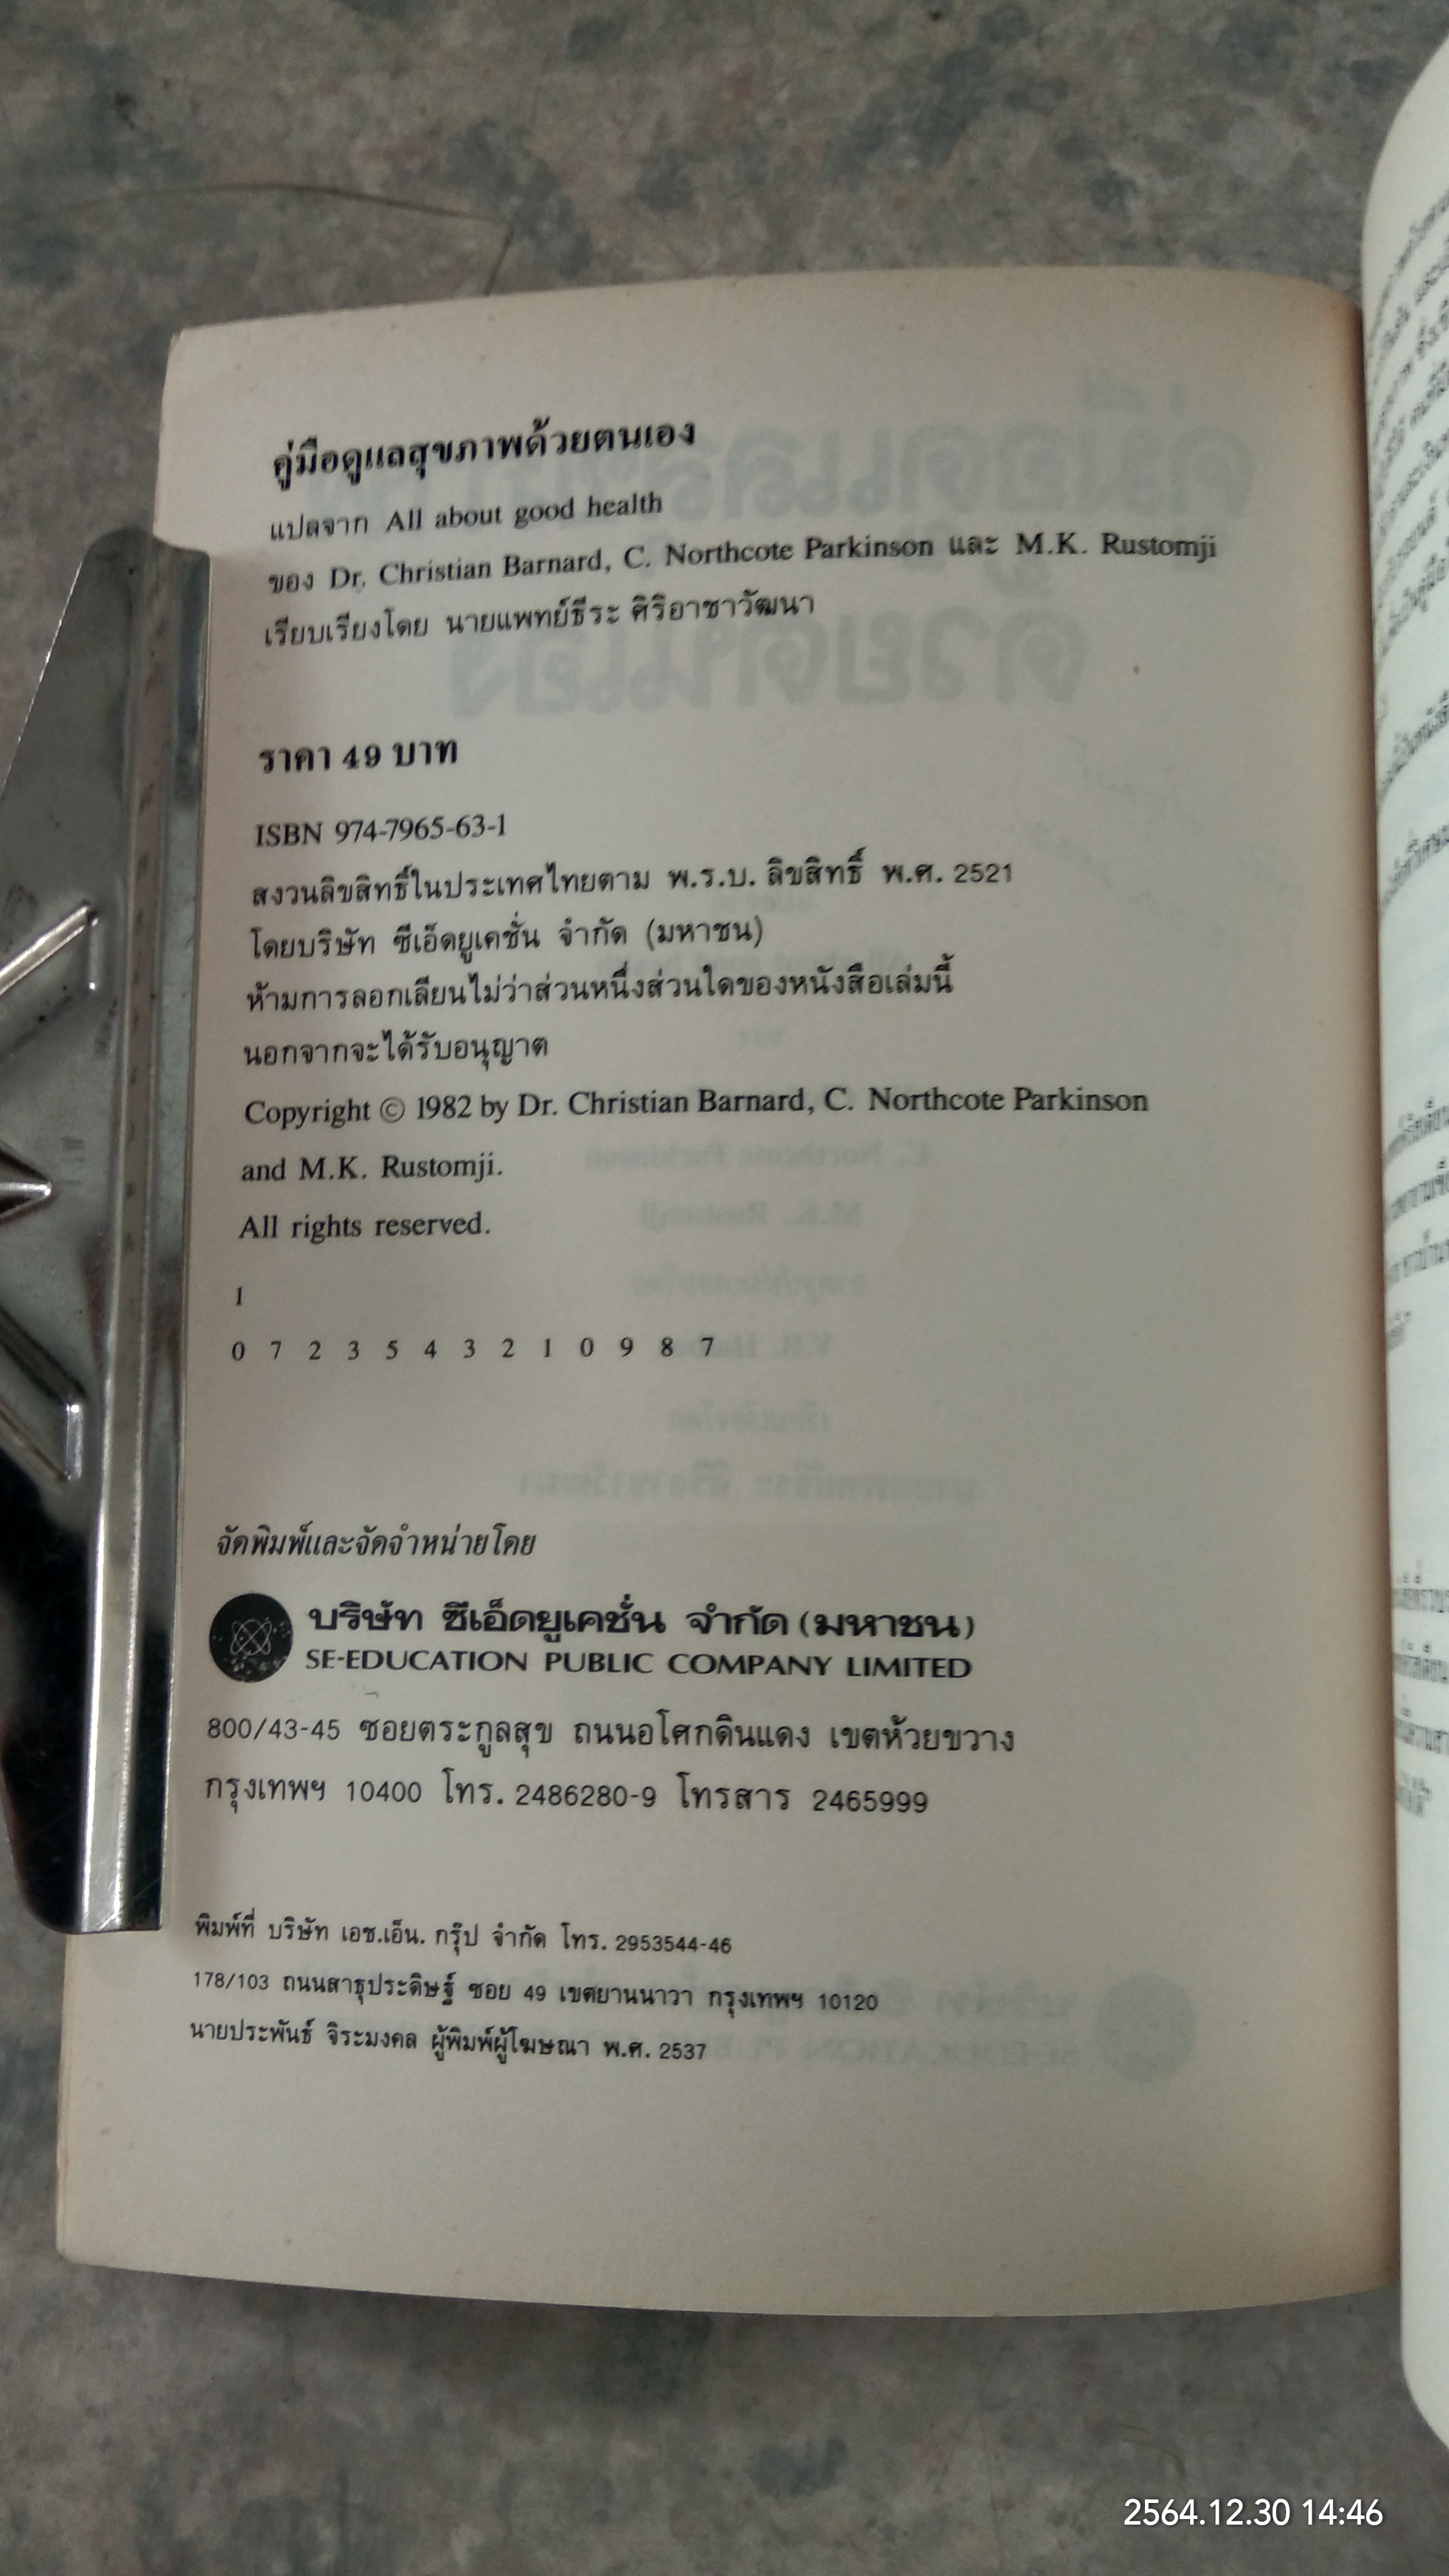 คู่มือดูแลสุขภาพด้วยตนเอง
แปลจาก All about good health
ของ Dr. Christian Barnard, C. Northcote Parkinson และ M.K. Rustomji
เรียบเรียงโดย นายแพทย์ธีระ ศิริอาชาวัฒนา
ราคา 49 บาท
ISBN 974-7965-63-1
สงวนลิขสิทธิ์ในประเทศไทยตาม พ.ร.บ. ลิขสิทธิ์ พ.ศ. 2521
โดยบริษัท ซีเอ็ดยูเคชั่น จำกัด (มหาชน)
ห้ามการลอกเลียนไม่ว่าส่วนหนึ่งส่วนใดของหนังสือเล่มนี้
นอกจากจะได้รับอนุญาต
Copyright © 1982 by Dr. Christian Barnard, C. Northcote Parkinson
and M.K. Rustomji.
All rights reserved.
1
0 7 2 3 5 4 3 2 1 0 9 8 7
จัดพิมพ์และจัดจำหน่ายโดย
บริษัท ซีเอ็ดยูเคชั่น จำกัด (มหาชน)
SE-EDUCATION PUBLIC COMPANY LIMITED
800/43-45 ซอยตระกูลสุข ถนนอโศกดินแดง เขตห้วยขวาง
กรุงเทพฯ 10400 โทร. 2486280-9 โทรสาร 2465999
พิมพ์ที่ บริษัท เอช.เอ็น. กรุ๊ป จำกัด โทร. 2953544-46
178/103 ถนนสาธุประดิษฐ์ ซอย 49 เขตยานนาวา กรุงเทพฯ 10120
นายประพันธ์ จิระมงคล ผู้พิมพ์ผู้โฆษณา พ.ศ. 2537
2564.12.30 14:46